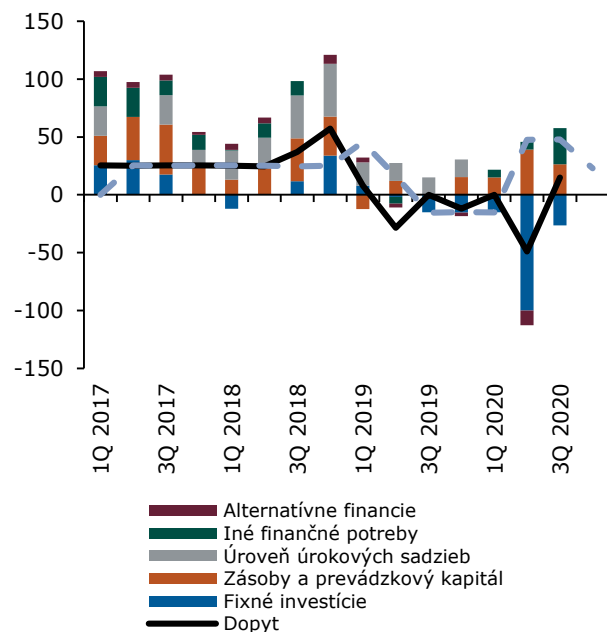 150
100
50
0
-50
-100
-150
1Q 2017
3Q 2017
1Q 2018
3Q 2018
1Q 2019
3Q 2019
1Q 2020
3Q 2020
Alternatívne financie
Iné finančné potreby
Úroveň úrokových sadzieb
Zásoby a prevádzkový kapitál
Fixné investície
Dopyt